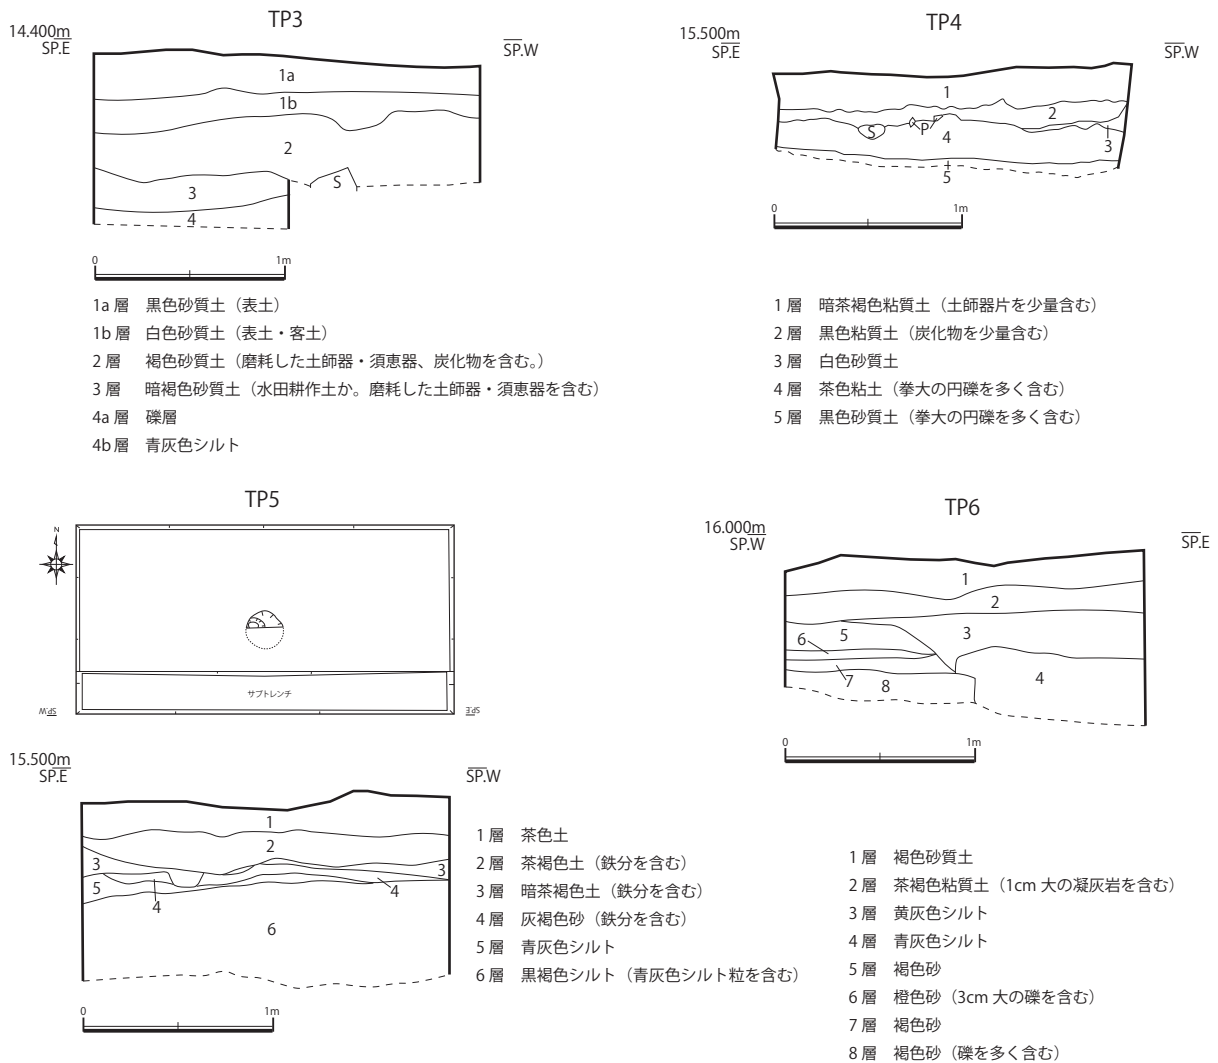 TP3
14.400m
SP.E
SP.W
1a
1b
2
S
3
4
0 1m
1a 層 黒色砂質土（表土）
1b 層 白色砂質土（表土・客土）
2 層 褐色砂質土（磨耗した土師器・須恵器、炭化物を含む。）
3 層 暗褐色砂質土（水田耕作土か。磨耗した土師器・須恵器を含む）
4a 層 礫層
4b 層 青灰色シルト
TP4
15.500m
SP.E
SP.W
1
2
S
P
4
3
5
0 1m
1 層 暗茶褐色粘質土（土師器片を少量含む）
2 層 黒色粘質土（炭化物を少量含む）
3 層 白色砂質土
4 層 茶色粘土（拳大の円礫を多く含む）
5 層 黒色砂質土（拳大の円礫を多く含む）
TP5
N
サブトレンチ
SP.W
SP.E
15.500m
SP.E
SP.W
1
2
3
3
5
4
4
6
0 1m
1 層 茶色土
2 層 茶褐色土（鉄分を含む）
3 層 暗茶褐色土（鉄分を含む）
4 層 灰褐色砂（鉄分を含む）
5 層 青灰色シルト
6 層 黒褐色シルト（青灰色シルト粒を含む）
TP6
16.000m
SP.W
SP.E
1
2
3
5
6
7
8
4
0 1m
1 層 褐色砂質土
2 層 茶褐色粘質土（1cm 大の凝灰岩を含む）
3 層 黄灰色シルト
4 層 青灰色シルト
5 層 褐色砂
6 層 橙色砂（3cm 大の礫を含む）
7 層 褐色砂
8 層 褐色砂（礫を多く含む）